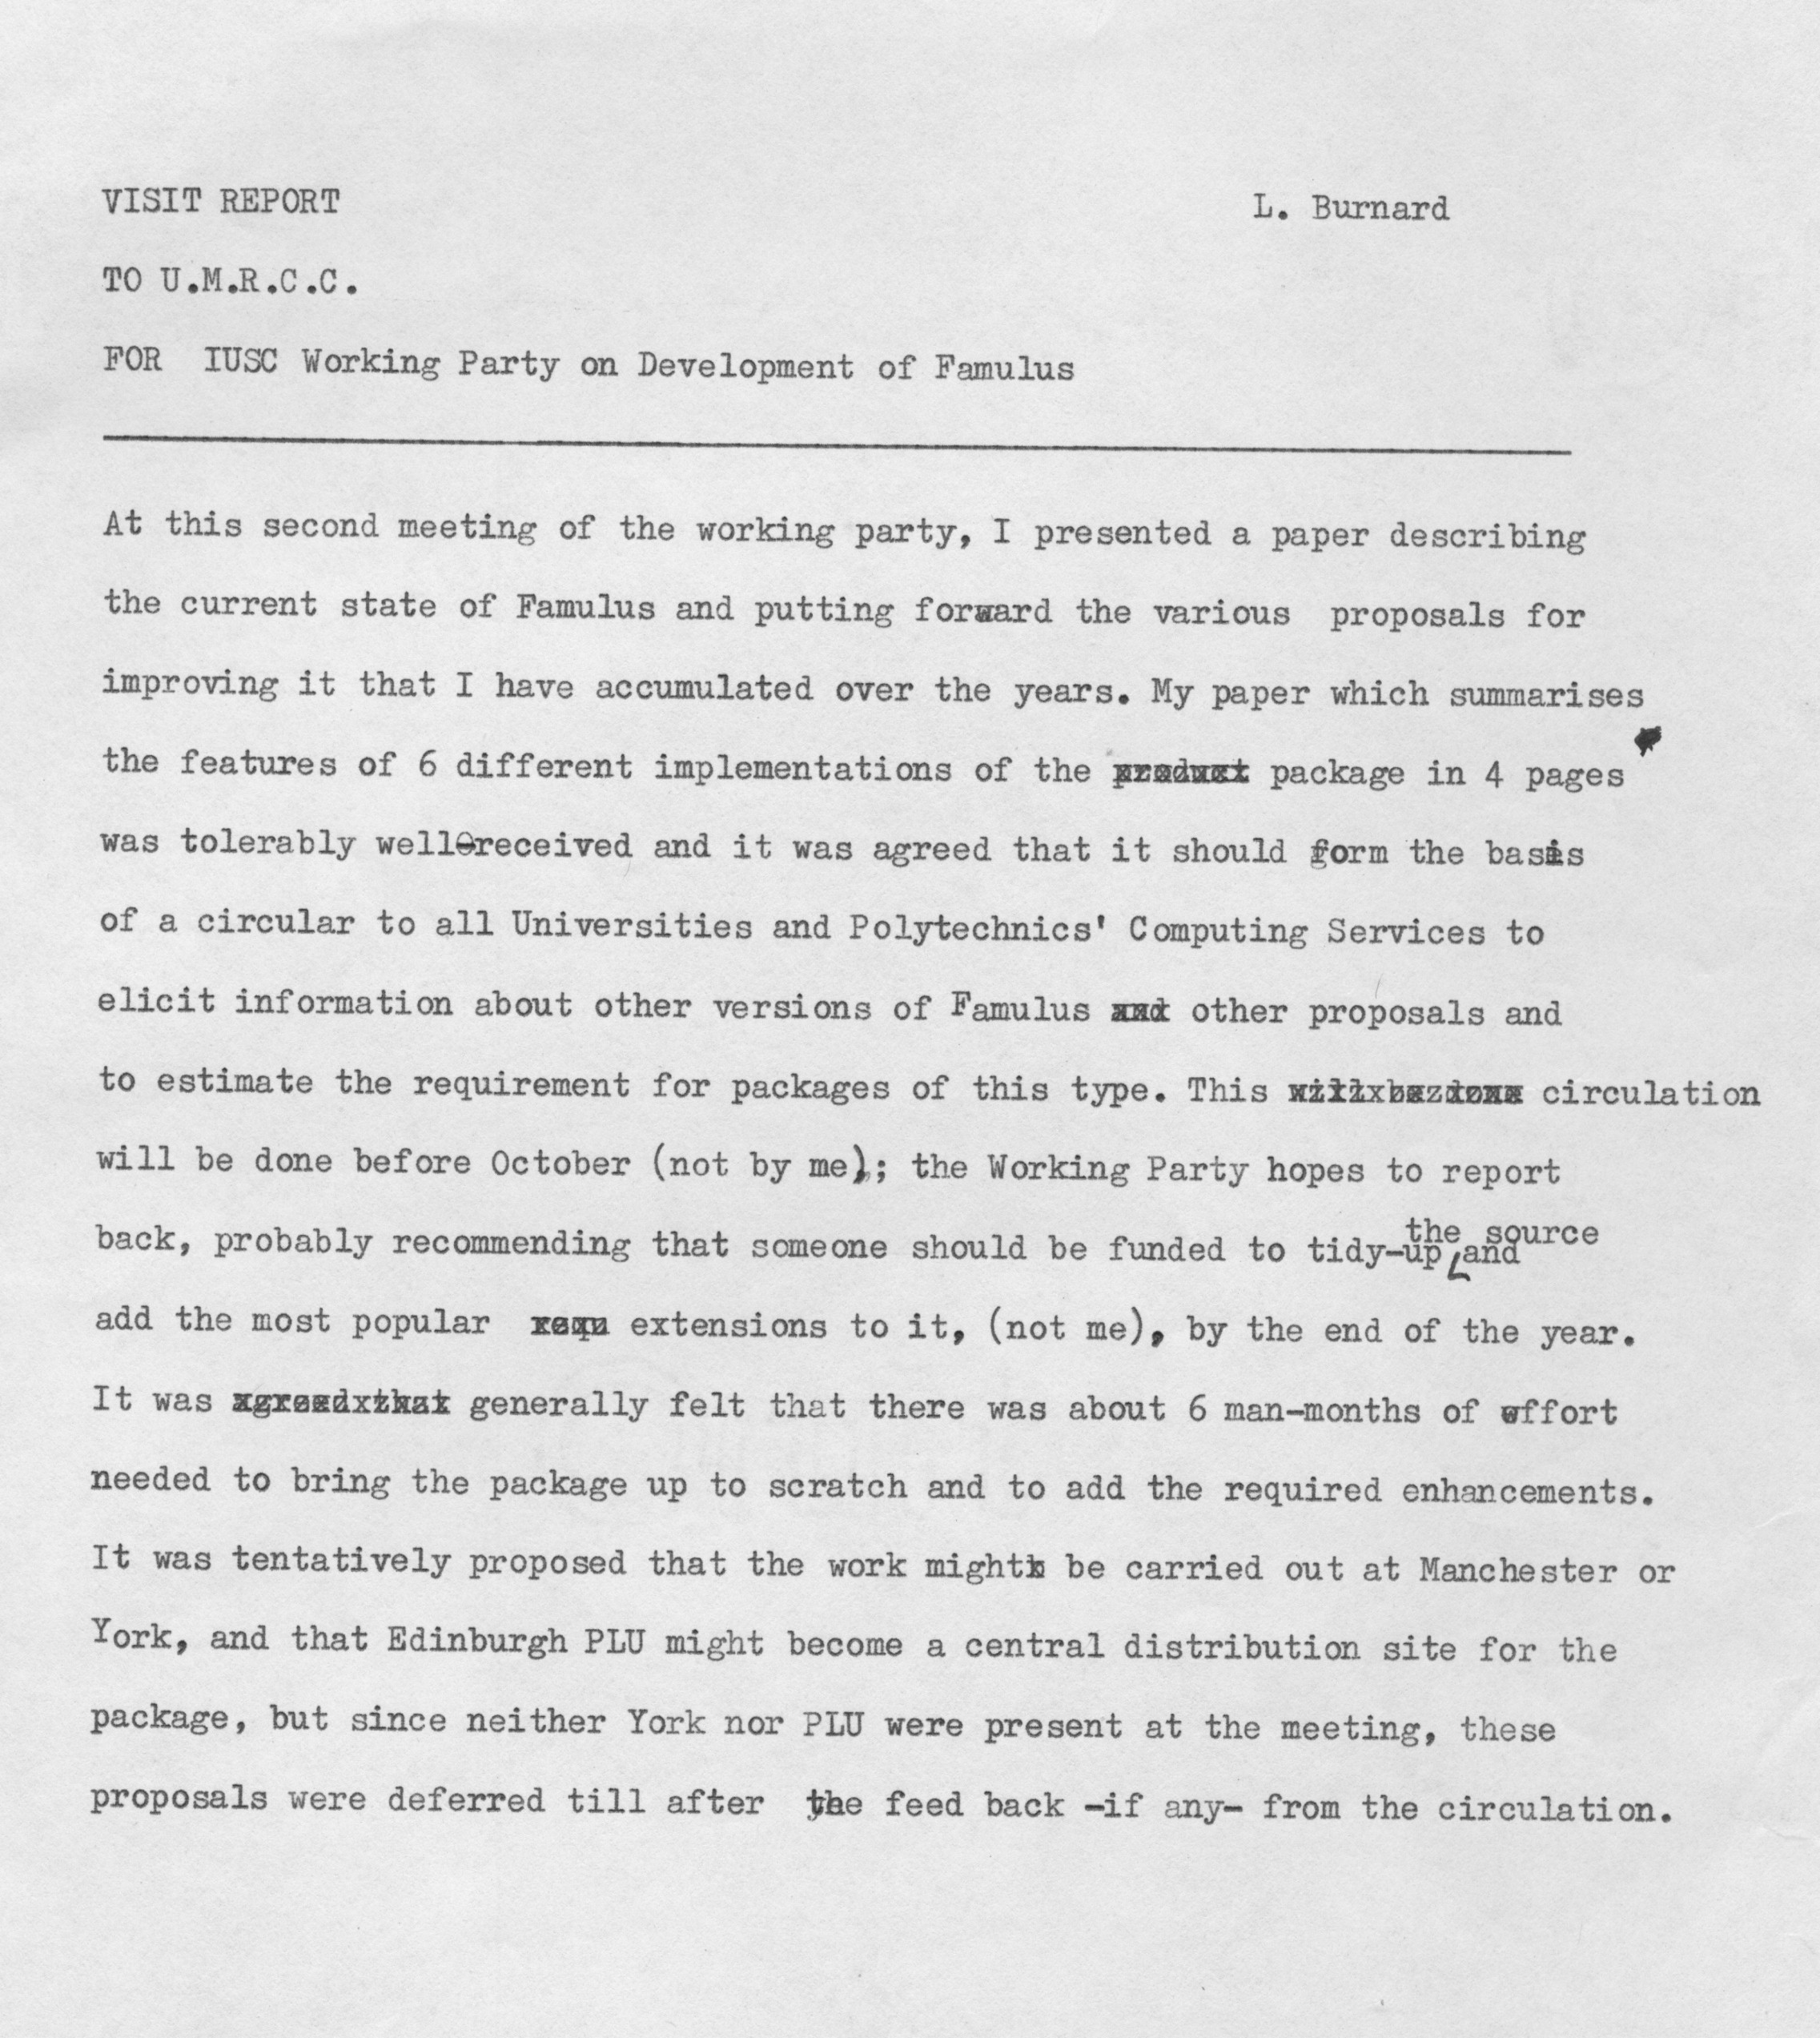 VISIT REPORT L. Burnard
TO U.M.R.C.C.
FOR IUSC Working Party on Development of Famulus
At this second meeting of the working party, I presented a paper describing
the current state of Famulus and putting forward the various proposals for
improving it that I have accumulated over the years. My paper which summarises
the features of 6 different implementations of the product package in 4 pages
was tolerably well received and it was agreed that it should form the basis
of a circular to all Universities and Polytechnics' Computing Services to
elicit information about other versions of Famulus and other proposals and
to estimate the requirement for packages of this type. This will be done circulation
will be done before October (not by me); the Working Party hopes to report
back, probably recommending that someone should be funded to tidy-up the source and
add the most popular requ extensions to it, (not me), by the end of the year.
It was agreed that generally felt that there was about 6 man-months of effort
needed to bring the package up to scratch and to add the required enhancements.
It was tentatively proposed that the work might be carried out at Manchester or
York, and that Edinburgh PLU might become a central distribution site for the
package, but since neither York nor PLU were present at the meeting, these
proposals were deferred till after the feed back -if any- from the circulation.